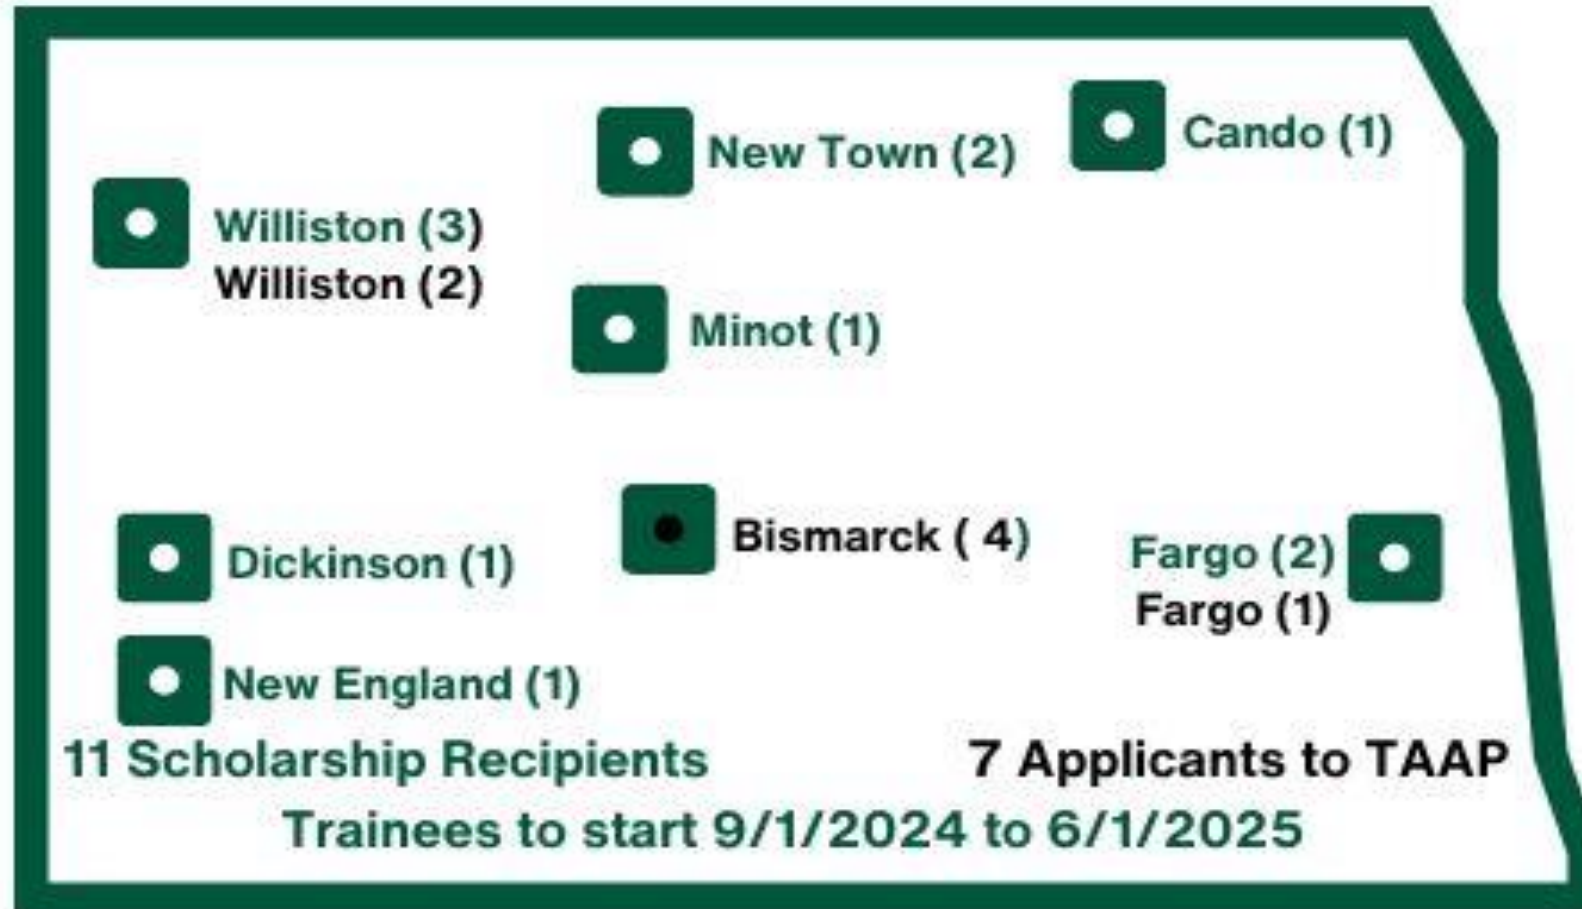 New Town (2)
Cando (1)
Williston (3)
Williston (2)
Minot (1)
Dickinson (1)
Bismarck ( 4)
Fargo (2)
Fargo (1)
New England (1)
11 Scholarship Recipients
7 Applicants to TAAP
Trainees to start 9/1/2024 to 6/1/2025